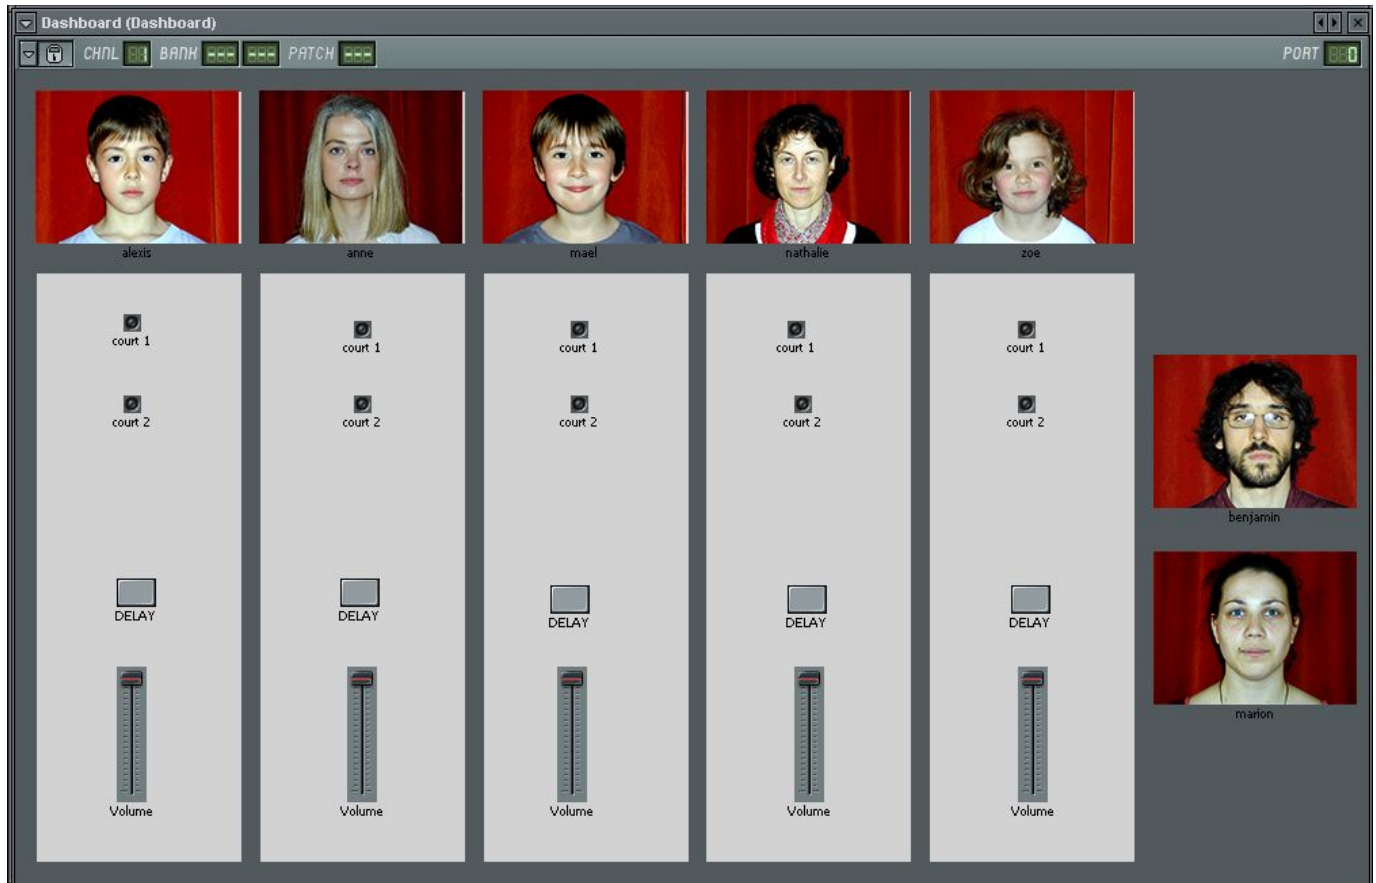 Dashboard (Dashboard)
CHNL 1 BANK --- --- PATCH --- PORT 0
alexis anne mael nathalie zoe
court 1 court 1 court 1 court 1 court 1
court 2 court 2 court 2 court 2 court 2
benjamin
DELAY DELAY DELAY DELAY DELAY
marion
Volume Volume Volume Volume Volume